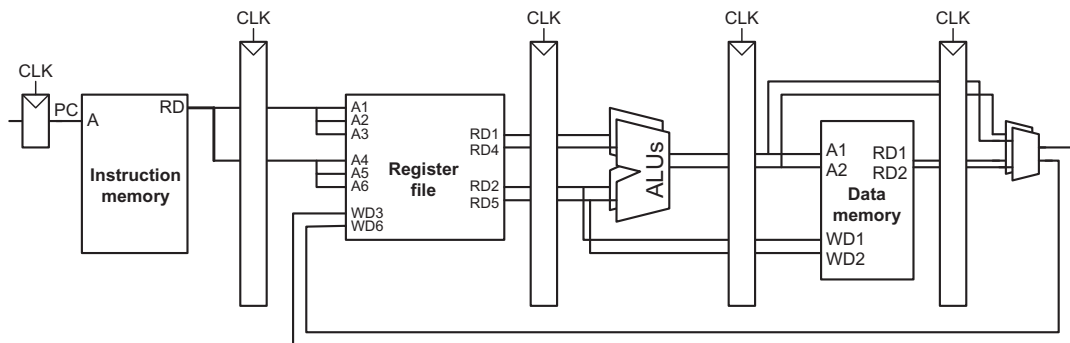 CLK
CLK
CLK
CLK
CLK
PC
A
RD
Instruction
memory
A1
A2
A3
A4
A5
A6
WD3
WD6
Register
file
RD1
RD4
RD2
RD5
ALUs
A1
A2
RD1
RD2
Data
memory
WD1
WD2